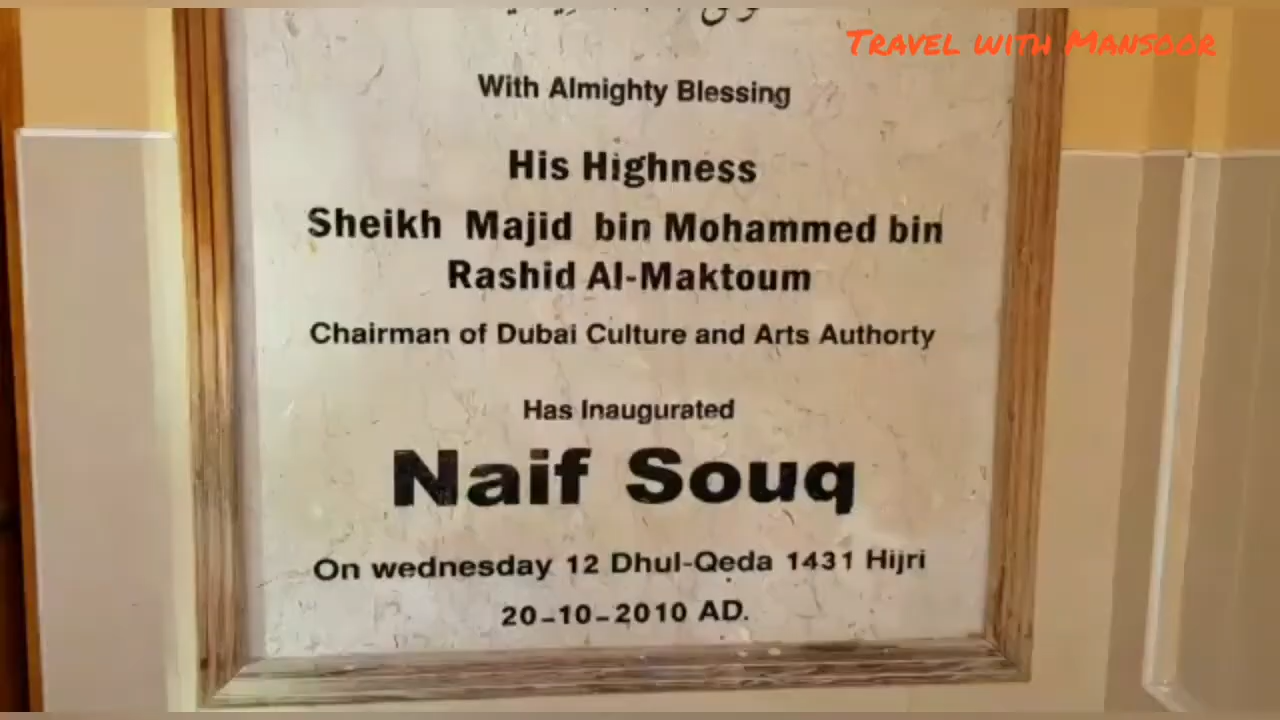 Travel with Mansoor
With Almighty Blessing
His Highness
Sheikh Majid bin Mohammed bin
Rashid Al-Maktoum
Chairman of Dubai Culture and Arts Authorty
Has Inaugurated
Naif Souq
On wednesday 12 Dhul-Qeda 1431 Hijri
20-10-2010 AD.